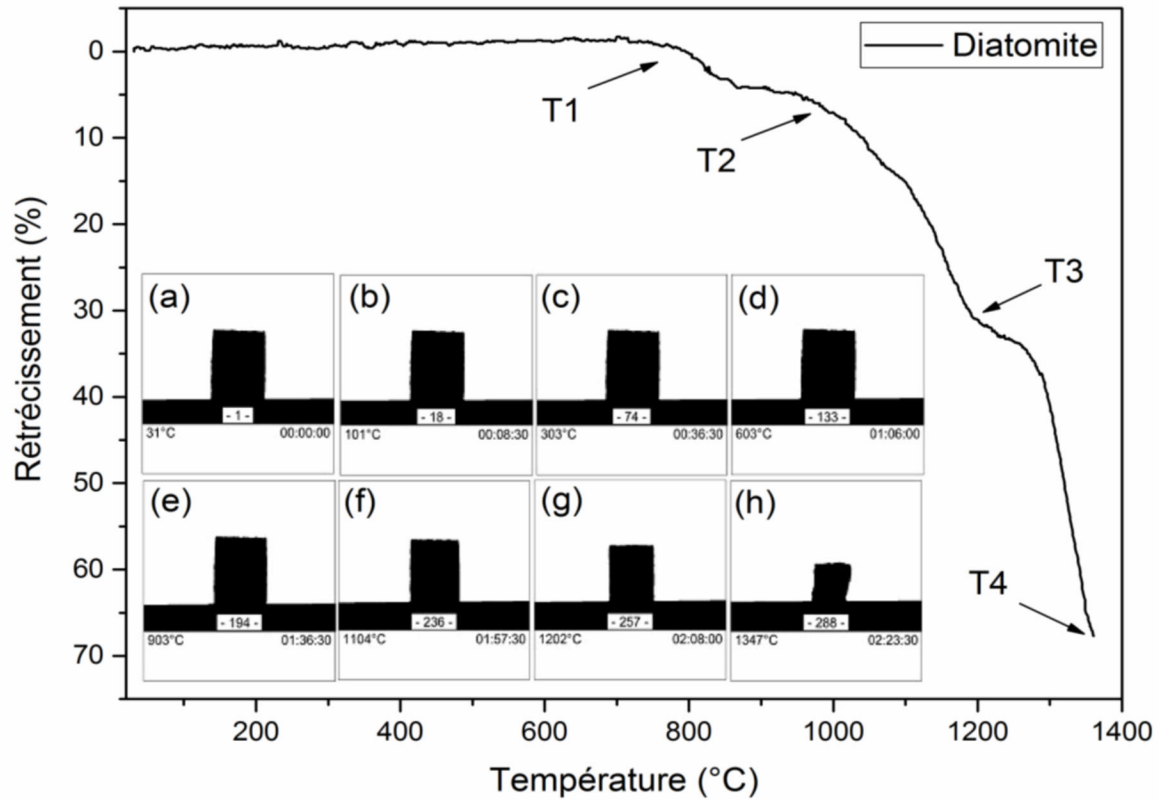 Diatomite
T1
T2
T3
T4
Rétrécissement (%)
0
10
20
30
40
50
60
70
(a)
- 1 -
31°C 00:00:00
(b)
- 18 -
101°C 00:08:30
(c)
- 74 -
303°C 00:36:30
(d)
- 133 -
603°C 01:06:00
(e)
- 194 -
903°C 01:36:30
(f)
- 236 -
1104°C 01:57:30
(g)
- 257 -
1202°C 02:08:00
(h)
- 288 -
1347°C 02:23:30
200 400 600 800 1000 1200 1400
Température (°C)